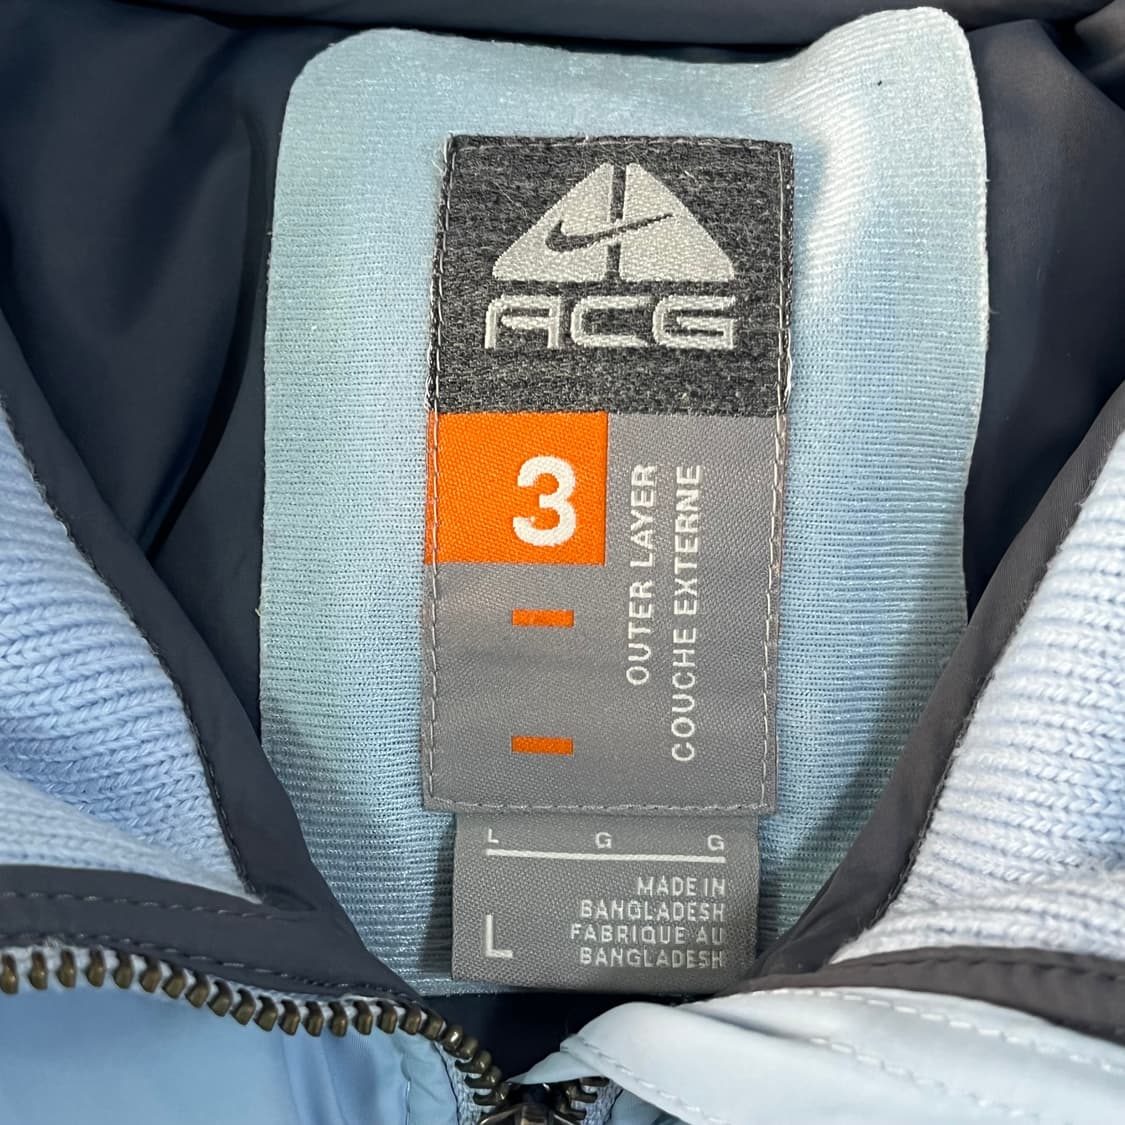 ACG
3
OUTER LAYER
COUCHE EXTERNE
L G G
L
MADE IN
BANGLADESH
FABRIQUE AU
BANGLADESH